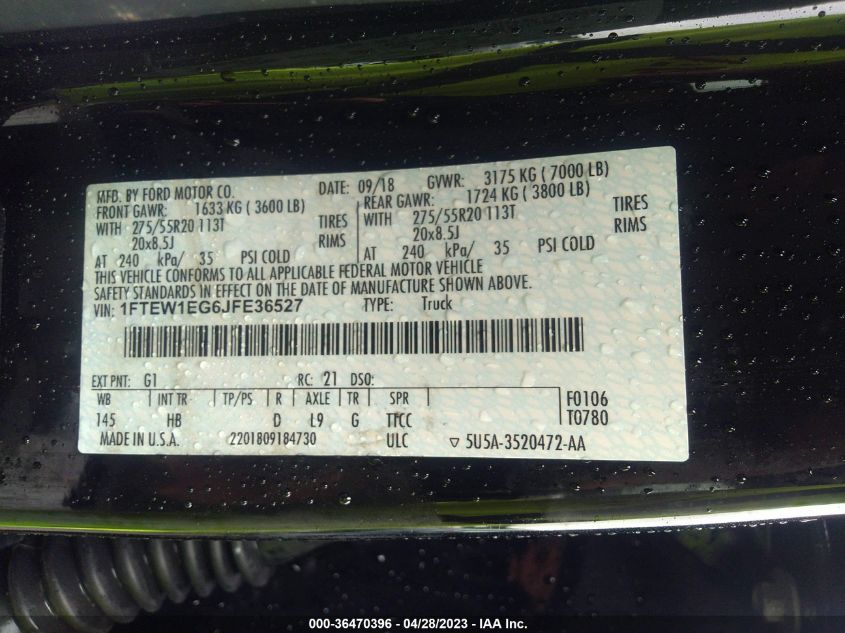 MFD. BY FORD MOTOR CO. DATE: 09/18 GVWR: 3175 KG ( 7000 LB)
FRONT GAWR: 1633 KG ( 3600 LB) REAR GAWR: 1724 KG ( 3800 LB)
WITH 275/55R20 113T TIRES WITH 275/55R20 113T TIRES
20x8.5J RIMS 20x8.5J RIMS
AT 240 kPa/ 35 PSI COLD AT 240 kPa/ 35 PSI COLD
THIS VEHICLE CONFORMS TO ALL APPLICABLE FEDERAL MOTOR VEHICLE
SAFETY STANDARDS IN EFFECT ON THE DATE OF MANUFACTURE SHOWN ABOVE.
VIN: 1FTEW1EG6JFE36527 TYPE: Truck
EXT PNT: G1 RC: 21 DSO:
WB INT TR TP/PS R AXLE TR SPR F0106
145 HB D L9 G TTCC T0780
MADE IN U.S.A. 2201809184730 ULC ▽ 5U5A-3520472-AA
000-36470396 - 04/28/2023 - IAA Inc.